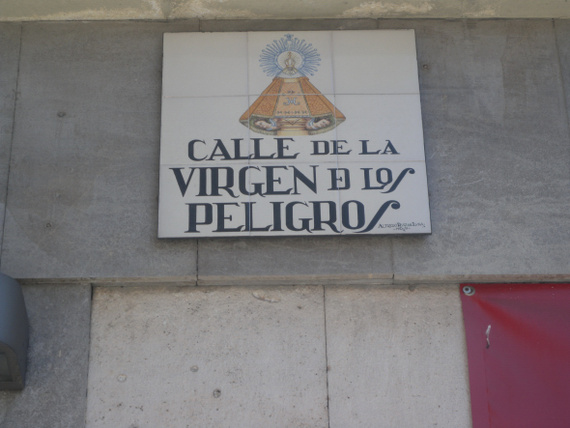 CALLE DE LA
VIRGEN DE LOS
PELIGROS